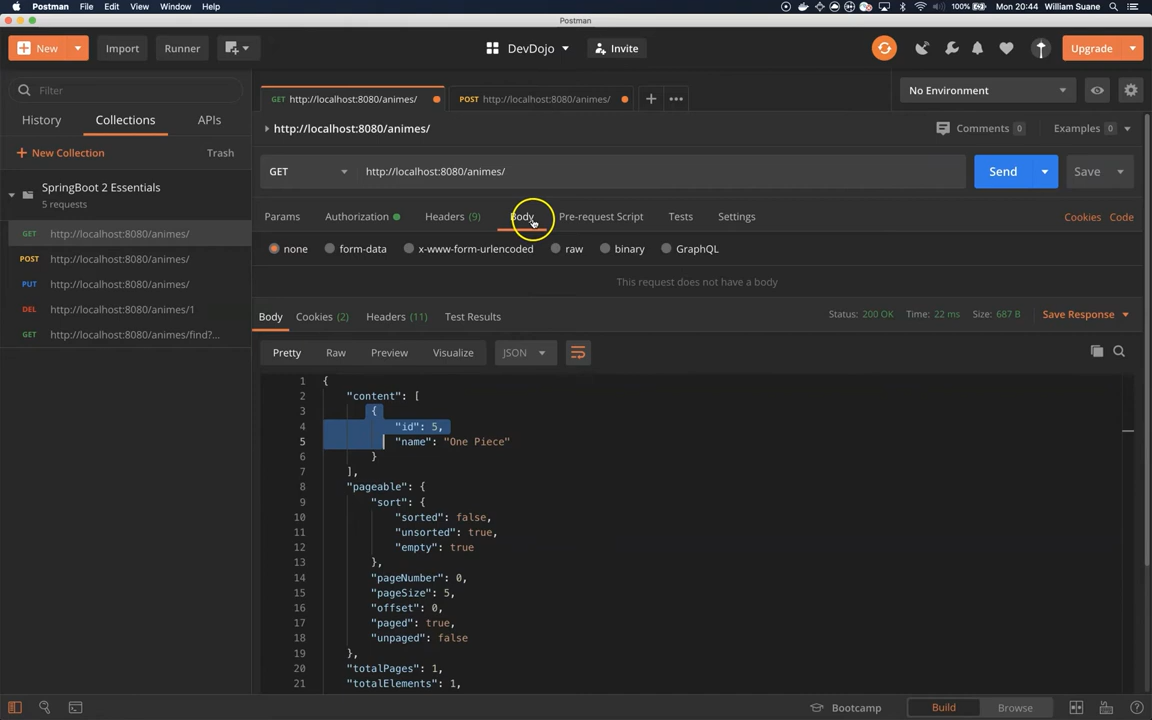 Postman File Edit View Window Help 100% Mon 20:44 William Suane
Postman
New Import Runner DevDojo Invite Upgrade
Filter
GET http://localhost:8080/animes/ POST http://localhost:8080/animes/ No Environment
History Collections APIs
http://localhost:8080/animes/ Comments 0 Examples 0
New Collection Trash
GET http://localhost:8080/animes/ Send Save
SpringBoot 2 Essentials
5 requests
Params Authorization Headers (9) Body Pre-request Script Tests Settings Cookies Code
GET http://localhost:8080/animes/
none form-data x-www-form-urlencoded raw binary GraphQL
POST http://localhost:8080/animes/
This request does not have a body
PUT http://localhost:8080/animes/
DEL http://localhost:8080/animes/1
Body Cookies (2) Headers (11) Test Results Status: 200 OK Time: 22 ms Size: 687 B Save Response
GET http://localhost:8080/animes/find?...
Pretty Raw Preview Visualize JSON
1 {
2 "content": [
3 {
4 "id": 5,
5 "name": "One Piece"
6 }
7 ],
8 "pageable": {
9 "sort": {
10 "sorted": false,
11 "unsorted": true,
12 "empty": true
13 },
14 "pageNumber": 0,
15 "pageSize": 5,
16 "offset": 0,
17 "paged": true,
18 "unpaged": false
19 },
20 "totalPages": 1,
21 "totalElements": 1,
Bootcamp Build Browse